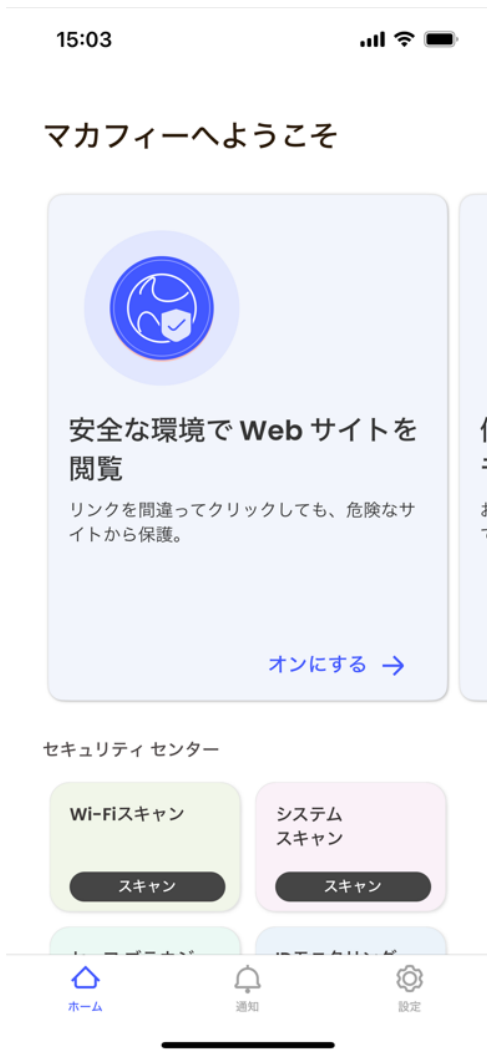 15:03
マカフィーへようこそ
安全な環境で Web サイトを
閲覧
リンクを間違ってクリックしても、危険なサ
イトから保護。
オンにする
セキュリティ センター
Wi-Fiスキャン
システム
スキャン
スキャン
スキャン
ホーム
通知
設定